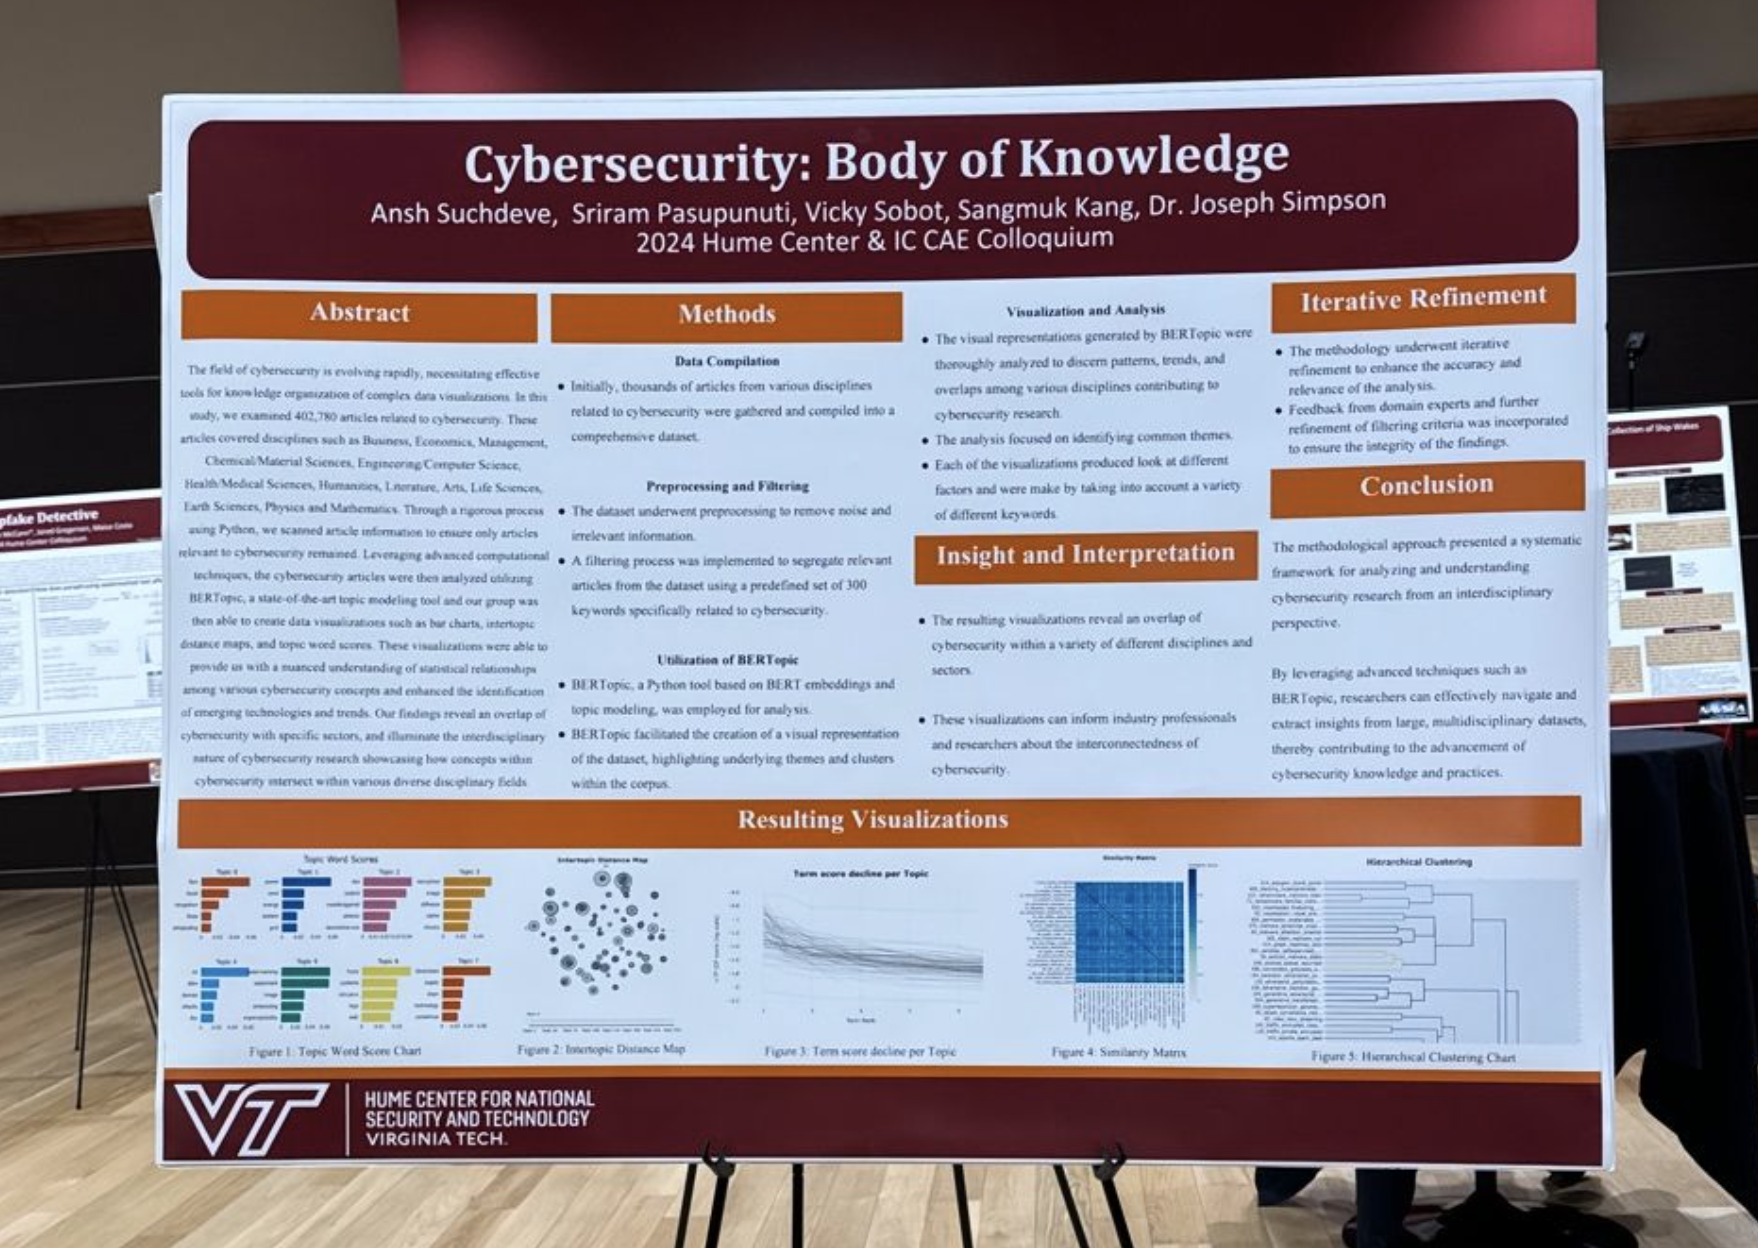 Cybersecurity: Body of Knowledge
Ansh Suchdeve, Sriram Pasupunuti, Vicky Sobot, Sangmuk Kang, Dr. Joseph Simpson
2024 Hume Center & IC CAE Colloquium
Abstract
The field of cybersecurity is evolving rapidly, necessitating effective
tools for knowledge organization of complex data visualizations. In this
study, we examined 402,780 articles related to cybersecurity. These
articles covered disciplines such as Business, Economics, Management,
Chemical/Material Sciences, Engineering/Computer Science,
Health/Medical Sciences, Humanities, Literature, Arts, Life Sciences,
Earth Sciences, Physics and Mathematics. Through a rigorous process
using Python, we scanned article information to ensure only articles
relevant to cybersecurity remained. Leveraging advanced computational
techniques, the cybersecurity articles were then analyzed utilizing
BERTopic, a state-of-the-art topic modeling tool and our group was
then able to create data visualizations such as bar charts, intertopic
distance maps, and topic word scores. These visualizations were able to
provide us with a nuanced understanding of statistical relationships
among various cybersecurity concepts and enhanced the identification
of emerging technologies and trends. Our findings reveal an overlap of
cybersecurity with specific sectors, and illuminate the interdisciplinary
nature of cybersecurity research showcasing how concepts within
cybersecurity intersect within various diverse disciplinary fields.
Methods
Data Compilation
● Initially, thousands of articles from various disciplines
related to cybersecurity were gathered and compiled into a
comprehensive dataset.
Preprocessing and Filtering
● The dataset underwent preprocessing to remove noise and
irrelevant information.
● A filtering process was implemented to segregate relevant
articles from the dataset using a predefined set of 300
keywords specifically related to cybersecurity.
Utilization of BERTopic
● BERTopic, a Python tool based on BERT embeddings and
topic modeling, was employed for analysis.
● BERTopic facilitated the creation of a visual representation
of the dataset, highlighting underlying themes and clusters
within the corpus.
Visualization and Analysis
● The visual representations generated by BERTopic were
thoroughly analyzed to discern patterns, trends, and
overlaps among various disciplines contributing to
cybersecurity research.
● The analysis focused on identifying common themes.
● Each of the visualizations produced look at different
factors and were make by taking into account a variety
of different keywords.
Insight and Interpretation
● The resulting visualizations reveal an overlap of
cybersecurity within a variety of different disciplines and
sectors.
● These visualizations can inform industry professionals
and researchers about the interconnectedness of
cybersecurity.
Iterative Refinement
● The methodology underwent iterative
refinement to enhance the accuracy and
relevance of the analysis.
● Feedback from domain experts and further
refinement of filtering criteria was incorporated
to ensure the integrity of the findings.
Conclusion
The methodological approach presented a systematic
framework for analyzing and understanding
cybersecurity research from an interdisciplinary
perspective.
By leveraging advanced techniques such as
BERTopic, researchers can effectively navigate and
extract insights from large, multidisciplinary datasets,
thereby contributing to the advancement of
cybersecurity knowledge and practices.
Resulting Visualizations
Topic Word Scores
Topic 0
Topic 1
Topic 2
Topic 3
Topic 4
Topic 5
Topic 6
Topic 7
Figure 1: Topic Word Score Chart
Intertopic Distance Map
Figure 2: Intertopic Distance Map
Term score decline per Topic
Term Rank
Figure 3: Term score decline per Topic
Similarity Matrix
Figure 4: Similarity Matrix
Hierarchical Clustering
Figure 5: Hierarchical Clustering Chart
VT
HUME CENTER FOR NATIONAL
SECURITY AND TECHNOLOGY
VIRGINIA TECH.
pfake Detective
Collection of Ship Wakes